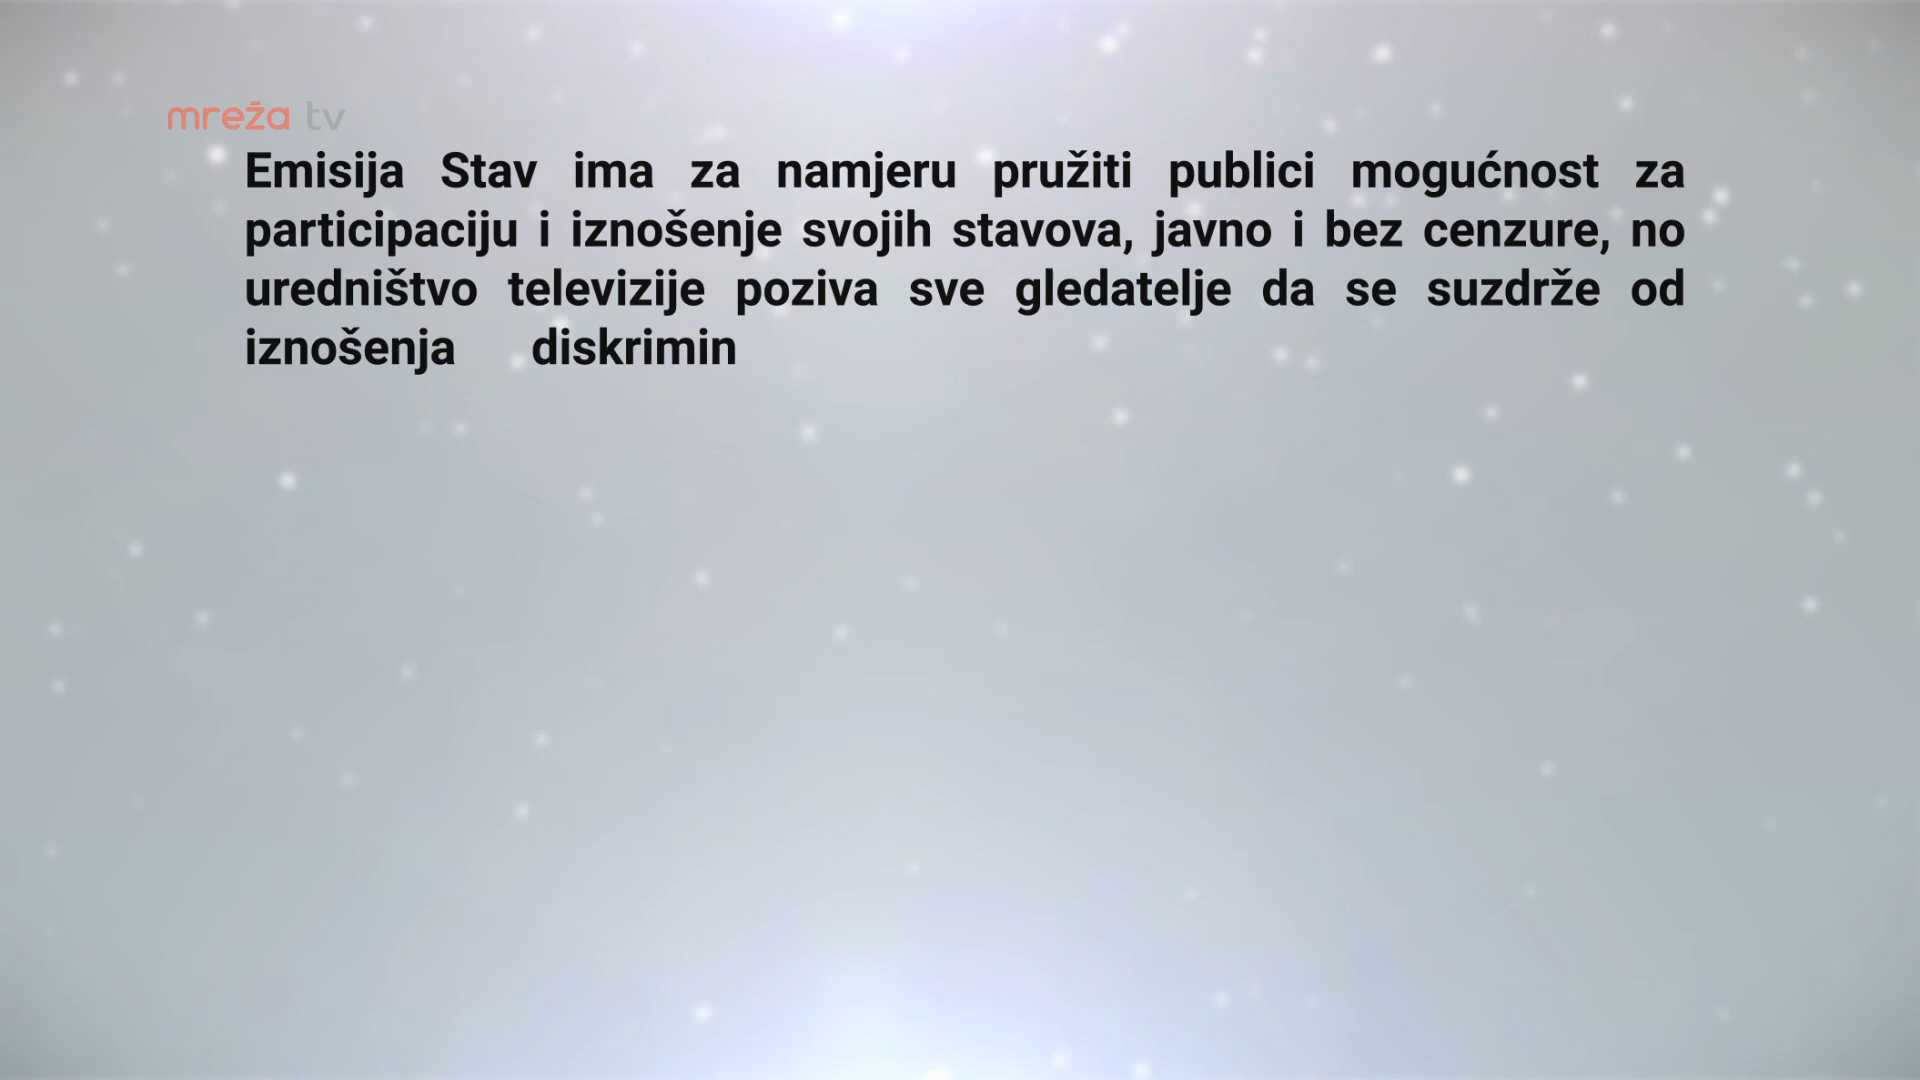 mreža tv
Emisija Stav ima za namjeru pružiti publici mogućnost za
participaciju i iznošenje svojih stavova, javno i bez cenzure, no
uredništvo televizije poziva sve gledatelje da se suzdrže od
iznošenja diskrimin